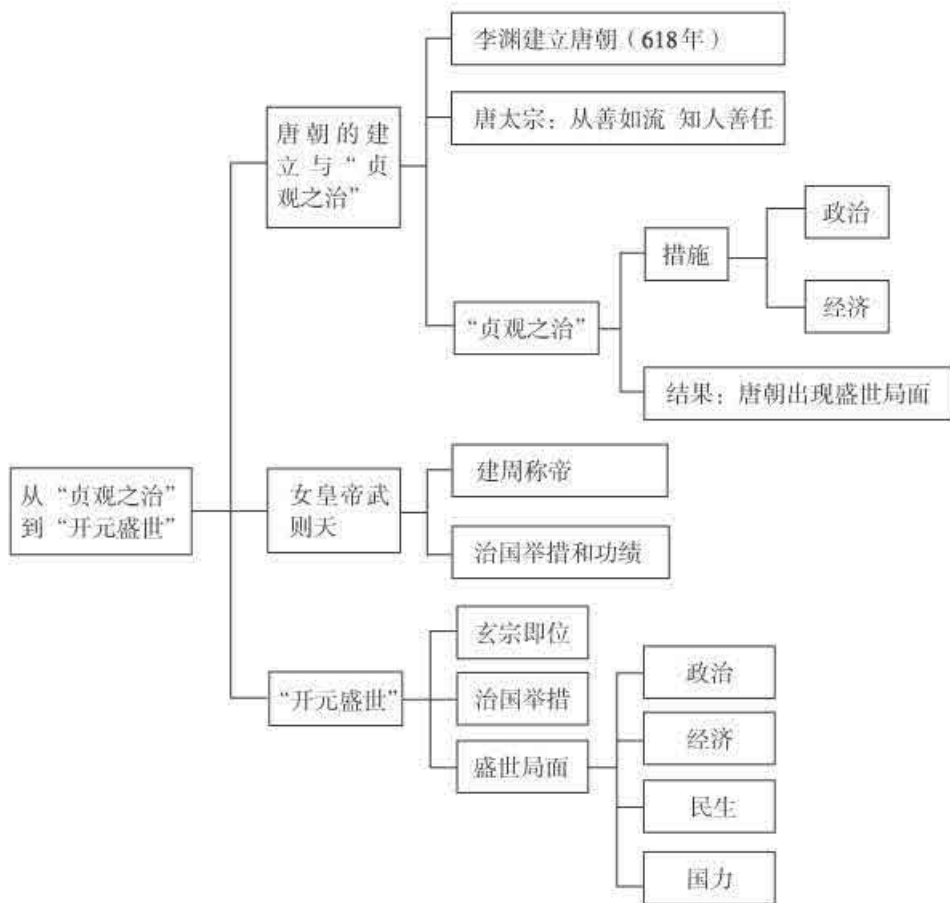 李渊建立唐朝（618年）
唐太宗：从善如流 知人善任
唐朝的建
立与“贞
观之治”
政治
措施
经济
“贞观之治”
结果：唐朝出现盛世局面
从“贞观之治”
到“开元盛世”
女皇帝武
则天
建周称帝
治国举措和功绩
玄宗即位
“开元盛世”
治国举措
盛世局面
政治
经济
民生
国力